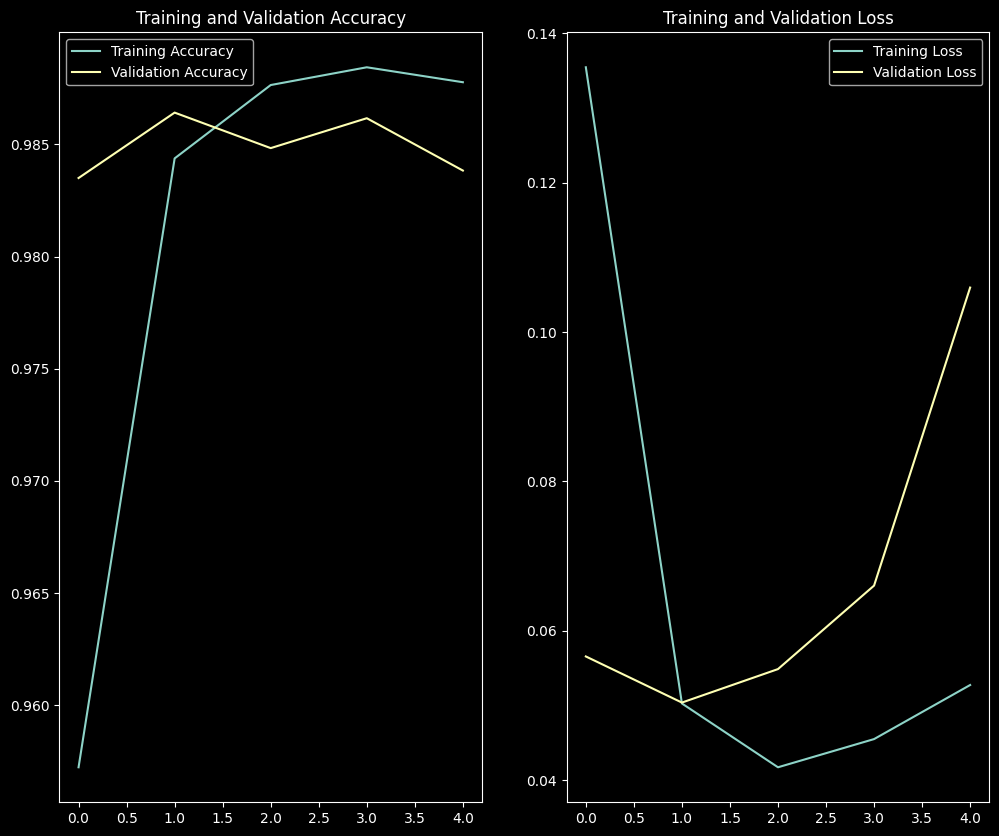 Training and Validation Accuracy
Training Accuracy
Validation Accuracy
0.985
0.980
0.975
0.970
0.965
0.960
0.0 0.5 1.0 1.5 2.0 2.5 3.0 3.5 4.0
Training and Validation Loss
Training Loss
Validation Loss
0.14
0.12
0.10
0.08
0.06
0.04
0.0 0.5 1.0 1.5 2.0 2.5 3.0 3.5 4.0